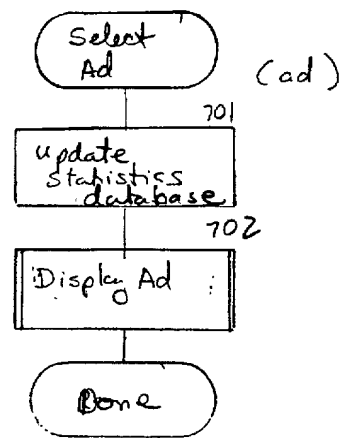 Select
Ad
(ad)
701
update
statistics
database
702
Display Ad
Done